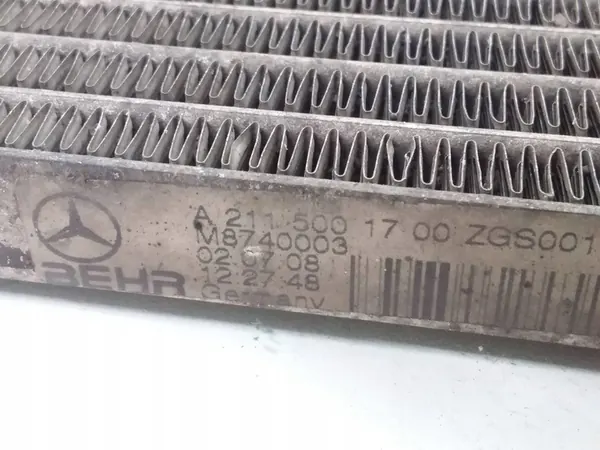 A 211 500 17 00 ZGS001
M8740003
02.07.08
12:27:48
BEHR
Germany